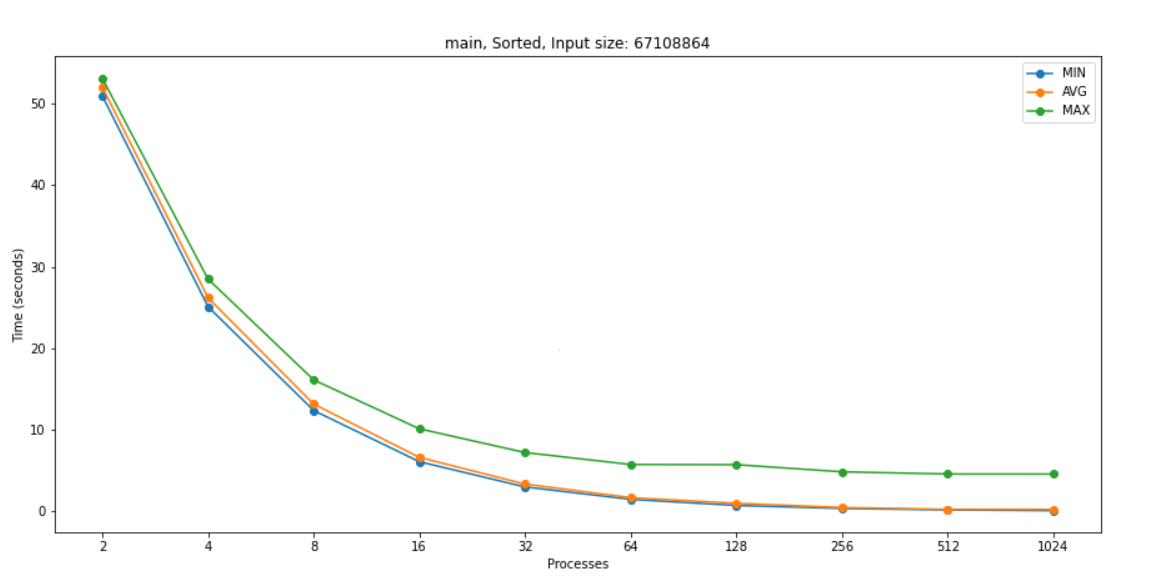 main, Sorted, Input size: 67108864
MIN
AVG
MAX
Time (seconds)
50
40
30
20
10
0
2 4 8 16 32 64 128 256 512 1024
Processes